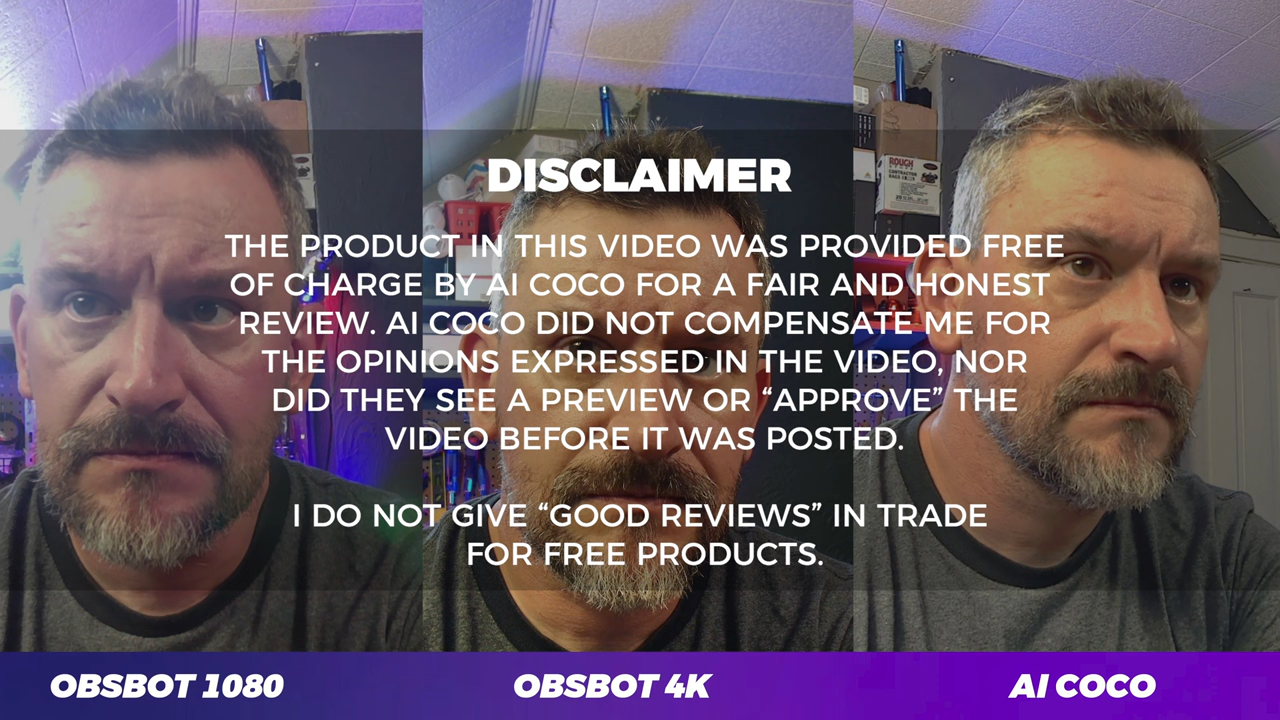 DISCLAIMER
THE PRODUCT IN THIS VIDEO WAS PROVIDED FREE
OF CHARGE BY AI COCO FOR A FAIR AND HONEST
REVIEW. AI COCO DID NOT COMPENSATE ME FOR
THE OPINIONS EXPRESSED IN THE VIDEO, NOR
DID THEY SEE A PREVIEW OR “APPROVE” THE
VIDEO BEFORE IT WAS POSTED.
I DO NOT GIVE “GOOD REVIEWS” IN TRADE
FOR FREE PRODUCTS.
ROUGH
CONTRACTOR
OBSBOT 1080
OBSBOT 4K
AI COCO